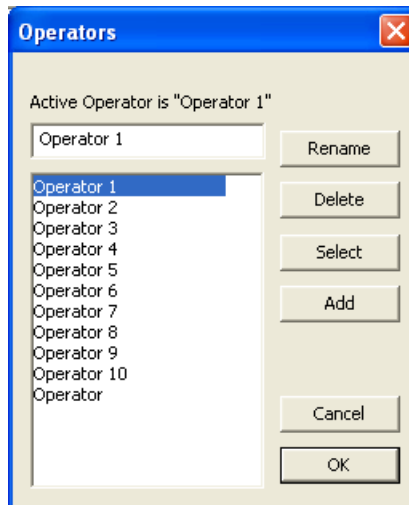 Operators
Active Operator is "Operator 1"
Operator 1
Rename
Operator 1
Operator 2
Operator 3
Operator 4
Operator 5
Operator 6
Operator 7
Operator 8
Operator 9
Operator 10
Operator
Delete
Select
Add
Cancel
OK